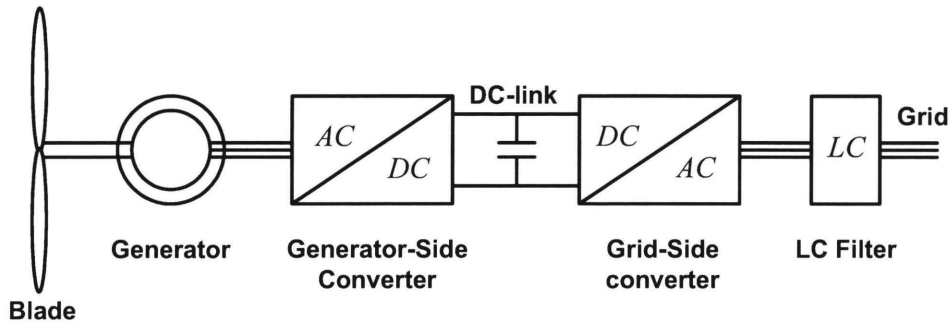 DC-link
Grid
AC
DC
DC
AC
LC
Generator
Generator-Side
Converter
Grid-Side
converter
LC Filter
Blade